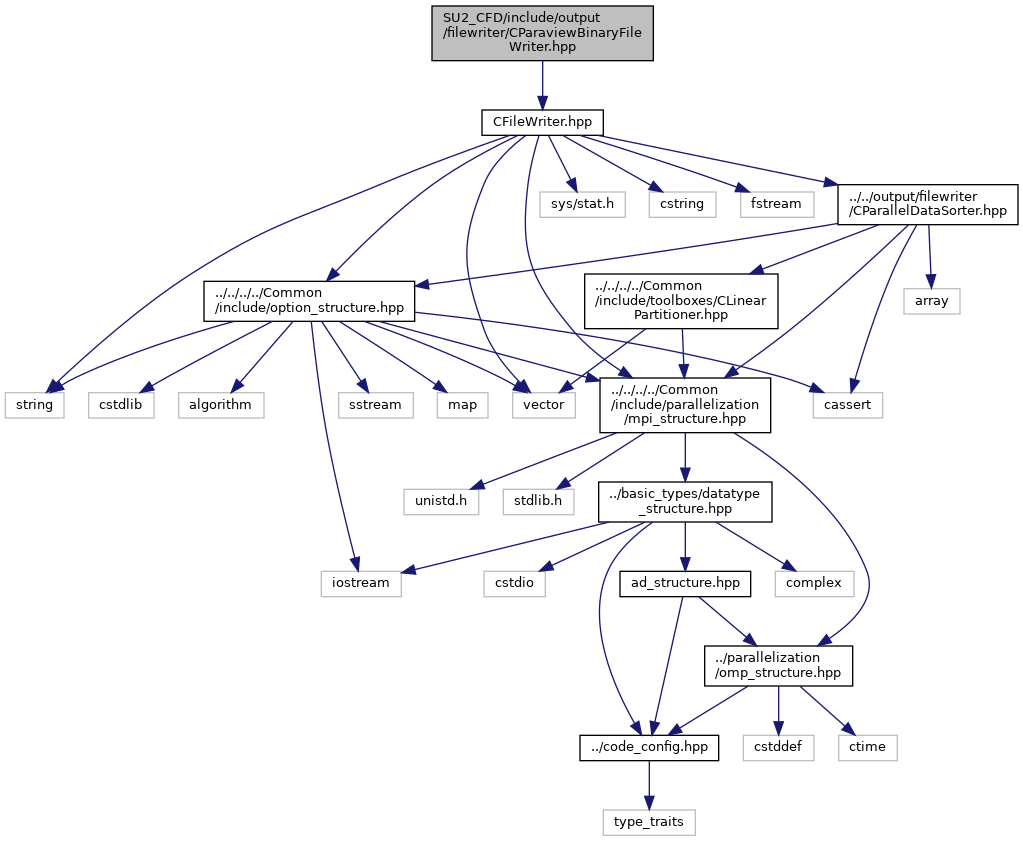 SU2_CFD/include/output
/filewriter/CParaviewBinaryFile
Writer.hpp
CFileWriter.hpp
sys/stat.h
cstring
fstream
../../output/filewriter
/CParallelDataSorter.hpp
../../../../Common
/include/option_structure.hpp
../../../../Common
/include/toolboxes/CLinear
Partitioner.hpp
array
string
cstdlib
algorithm
sstream
map
vector
../../../../Common
/include/parallelization
/mpi_structure.hpp
cassert
unistd.h
stdlib.h
../basic_types/datatype
_structure.hpp
iostream
cstdio
ad_structure.hpp
complex
../parallelization
/omp_structure.hpp
../code_config.hpp
cstddef
ctime
type_traits